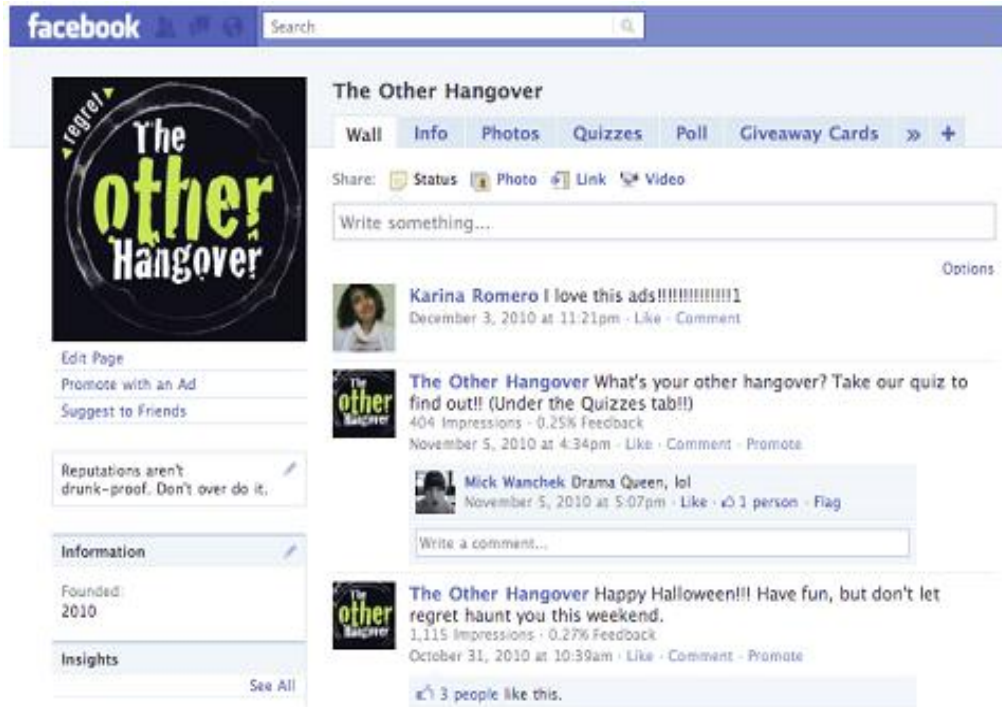 facebook
Search
regret
The
other
Hangover
Edit Page
Promote with an Ad
Suggest to Friends
Reputations aren't
drunk-proof. Don't over do it.
Information
Founded:
2010
Insights
See All
The Other Hangover
Wall Info Photos Quizzes Poll Giveaway Cards » +
Share: Status Photo Link Video
Write something...
Options
Karina Romero I love this ads!!!!!!!!!!!!!!1
December 3, 2010 at 11:21pm · Like · Comment
The
other
Hangover
The Other Hangover What's your other hangover? Take our quiz to
find out!! (Under the Quizzes tab!!)
404 Impressions · 0.25% Feedback
November 5, 2010 at 4:34pm · Like · Comment · Promote
Mick Wanchek Drama Queen, lol
November 5, 2010 at 5:07pm · Like · 1 person · Flag
Write a comment...
The
other
Hangover
The Other Hangover Happy Halloween!!! Have fun, but don't let
regret haunt you this weekend.
1,115 Impressions · 0.27% Feedback
October 31, 2010 at 10:39am · Like · Comment · Promote
3 people like this.